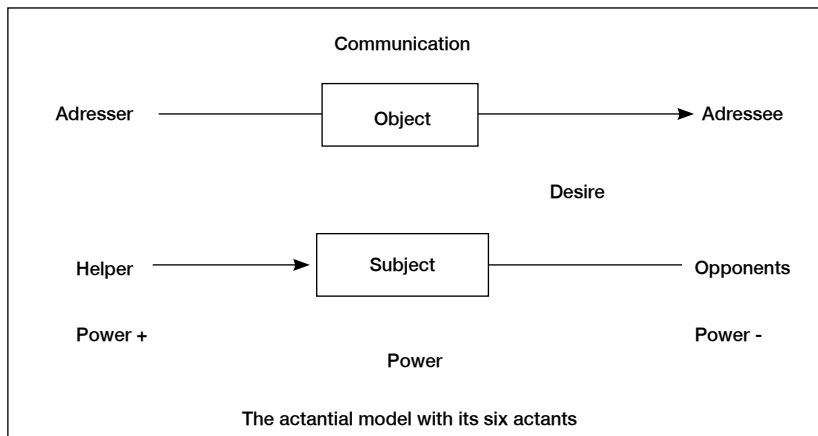 Communication
Adresser
Object
Adressee
Desire
Helper
Subject
Opponents
Power +
Power -
Power
The actantial model with its six actants